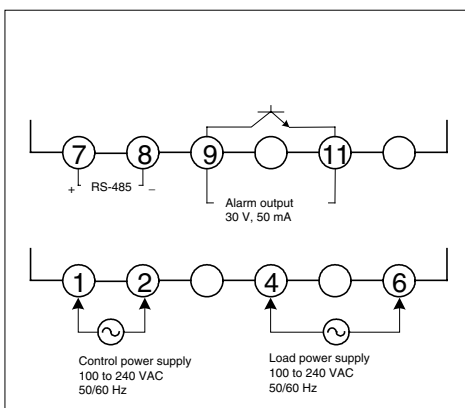 7 8 9 11
+ RS-485 −
Alarm output
30 V, 50 mA
1 2 4 6
Control power supply
100 to 240 VAC
50/60 Hz
Load power supply
100 to 240 VAC
50/60 Hz